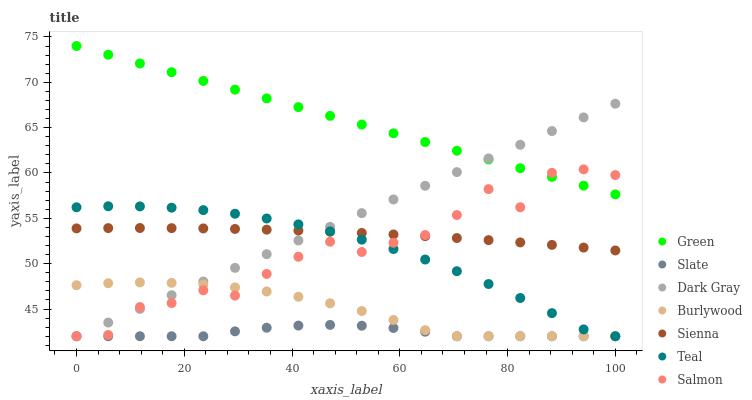 title
75
70
65
60
55
50
45
0
20
40
60
80
100
yaxis_label
xaxis_label
Green
Slate
Dark Gray
Burlywood
Sienna
Teal
Salmon